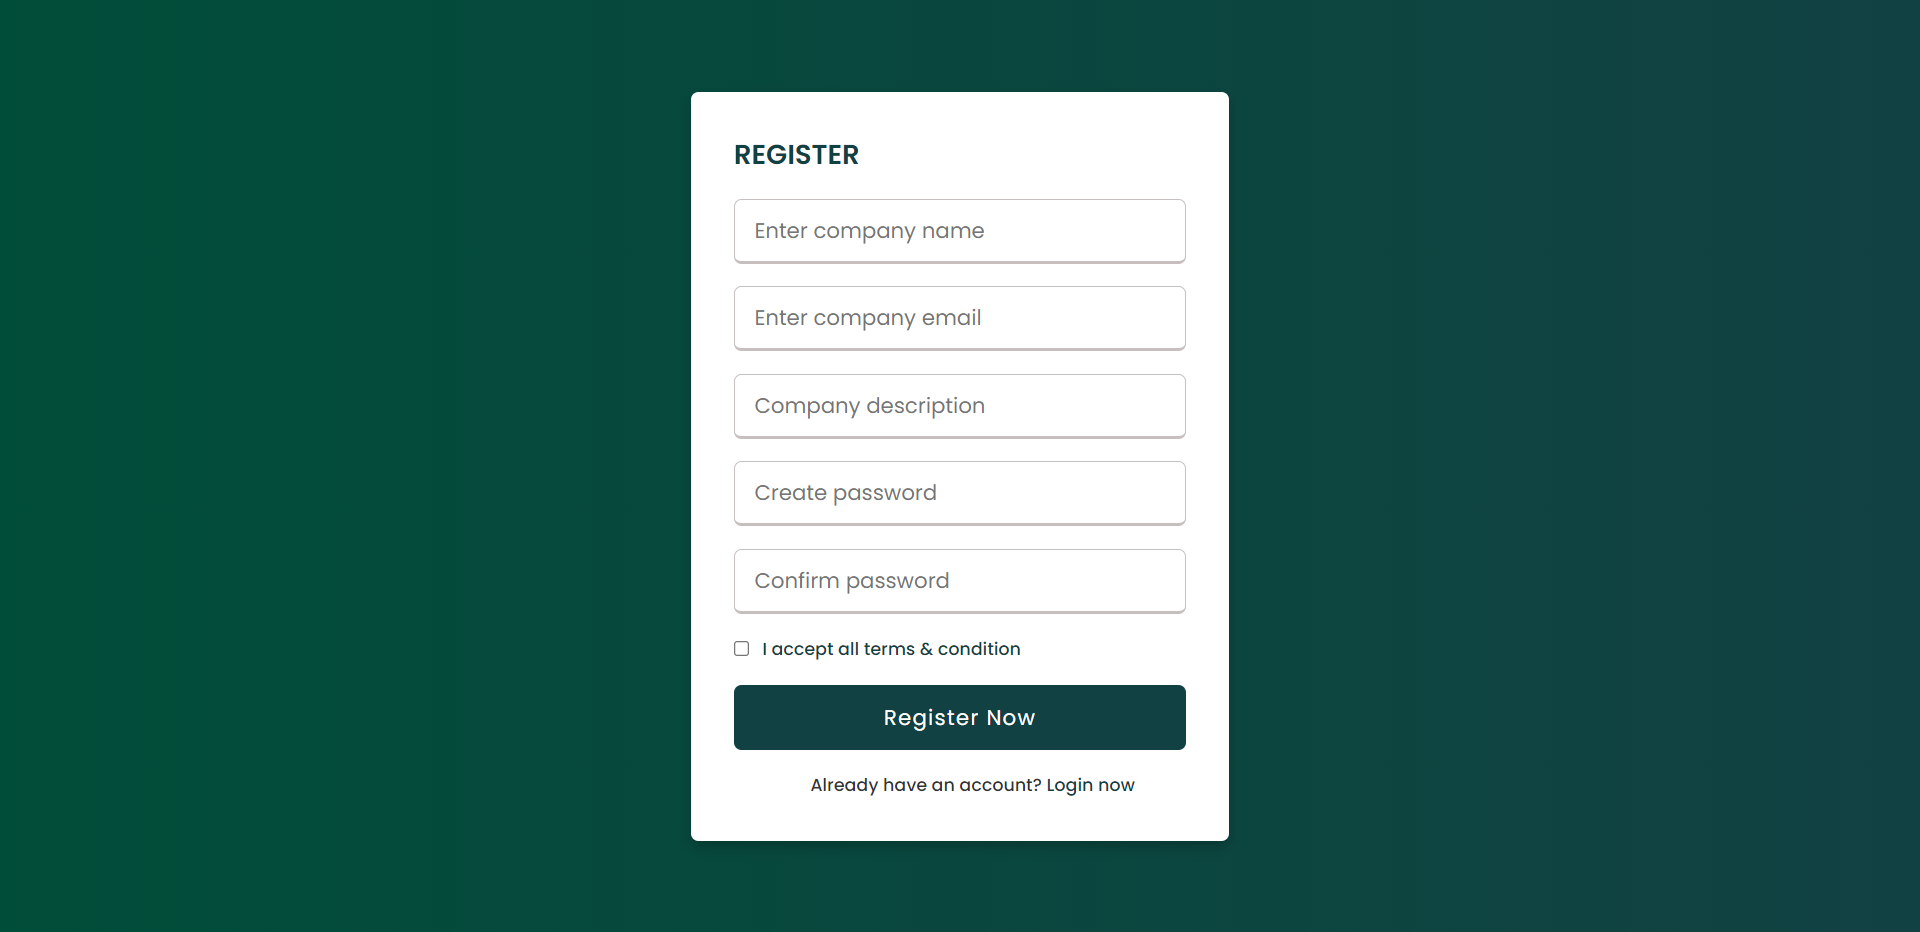 REGISTER
Enter company name
Enter company email
Company description
Create password
Confirm password
I accept all terms & condition
Register Now
Already have an account? Login now